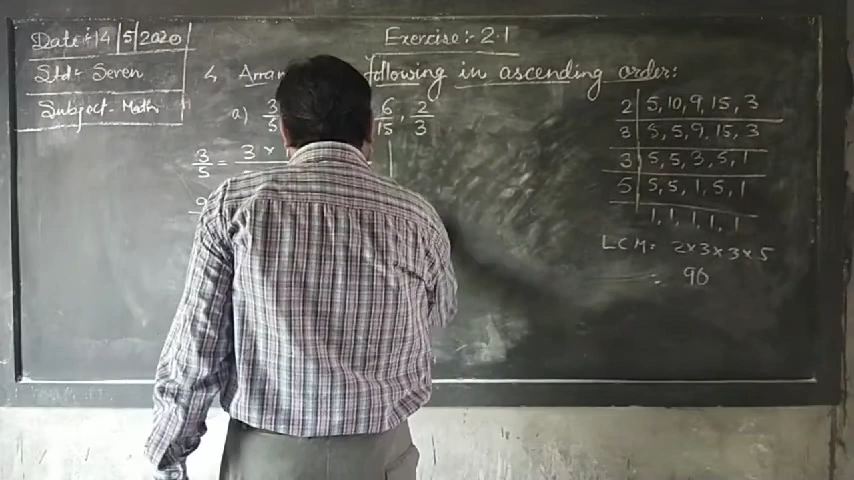 Date:- 14/5/2020
Std:- Seven
Subject:- Maths
Exercise:- 2.1
4. following in ascending order:
a) 3/5 6/15, 2/3
3/5 = 3 ×
9
2 | 5, 10, 9, 15, 3
3 | 5, 5, 9, 15, 3
3 | 5, 5, 3, 5, 1
5 | 5, 5, 1, 5, 1
1, 1, 1, 1, 1
LCM = 2×3×3×5
= 90